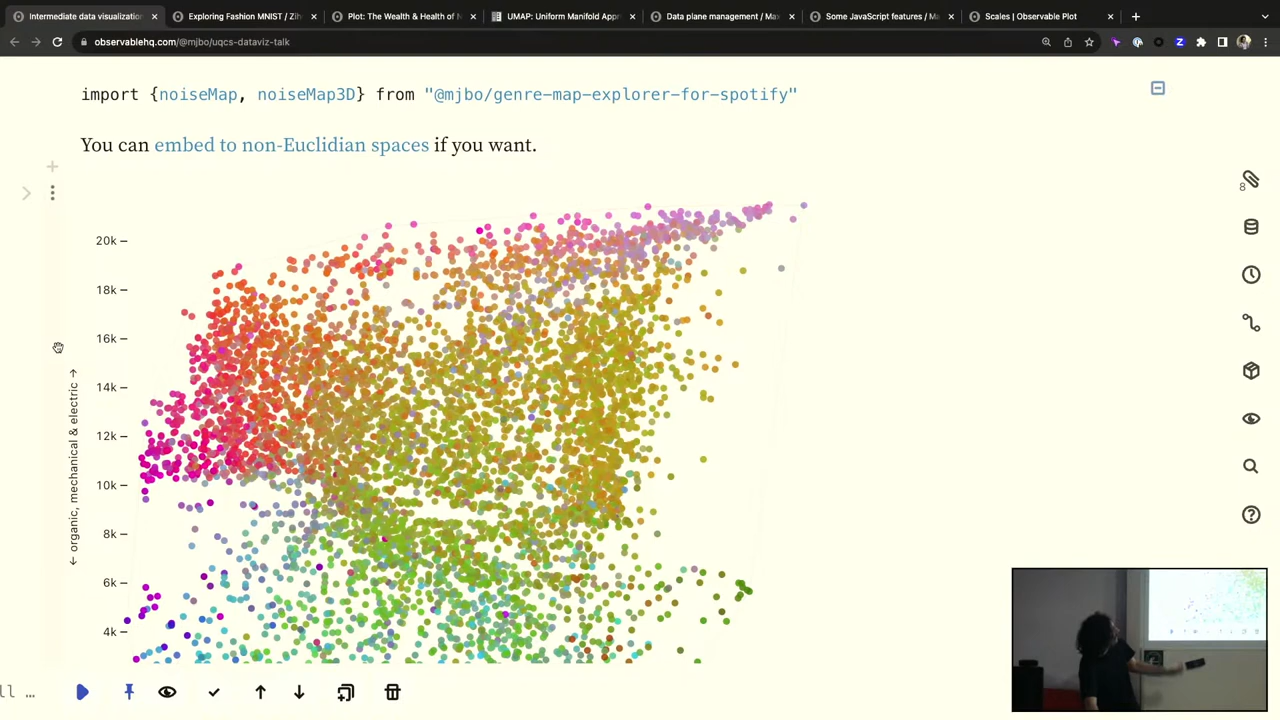 Intermediate data visualizatio
Exploring Fashion MNIST / Zih
Plot: The Wealth & Health of N
UMAP: Uniform Manifold Appr
Data plane management / Ma
Some JavaScript features / Ma
Scales | Observable Plot
observablehq.com/@mjbo/uqcs-dataviz-talk
import {noiseMap, noiseMap3D} from "@mjbo/genre-map-explorer-for-spotify"
You can embed to non-Euclidian spaces if you want.
8
20k
18k
16k
14k
12k
10k
8k
6k
4k
← organic, mechanical & electric →
ll …